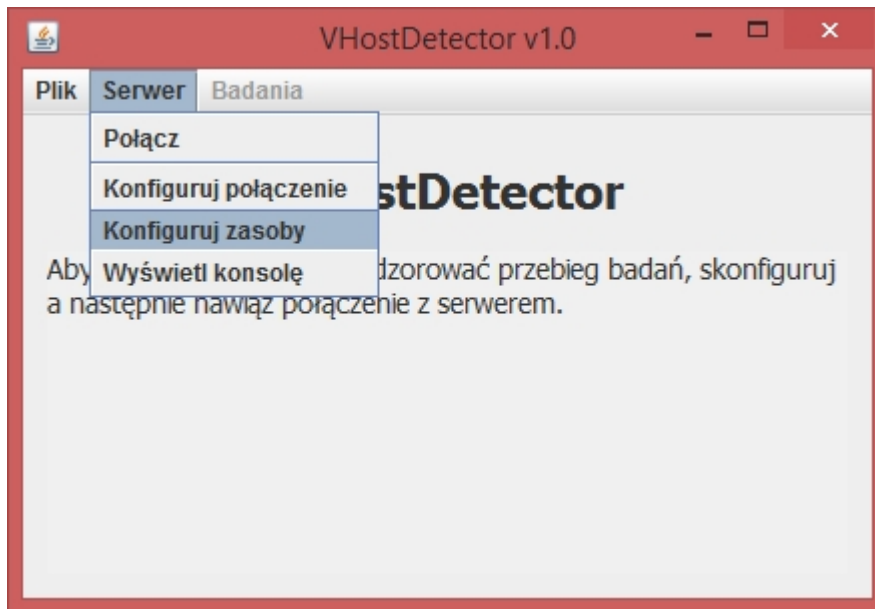 VHostDetector v1.0
Plik Serwer Badania
Połącz
Konfiguruj połączenie
Konfiguruj zasoby
Wyświetl konsolę
stDetector
Aby dzorować przebieg badań, skonfiguruj
a następnie nawiąż połączenie z serwerem.